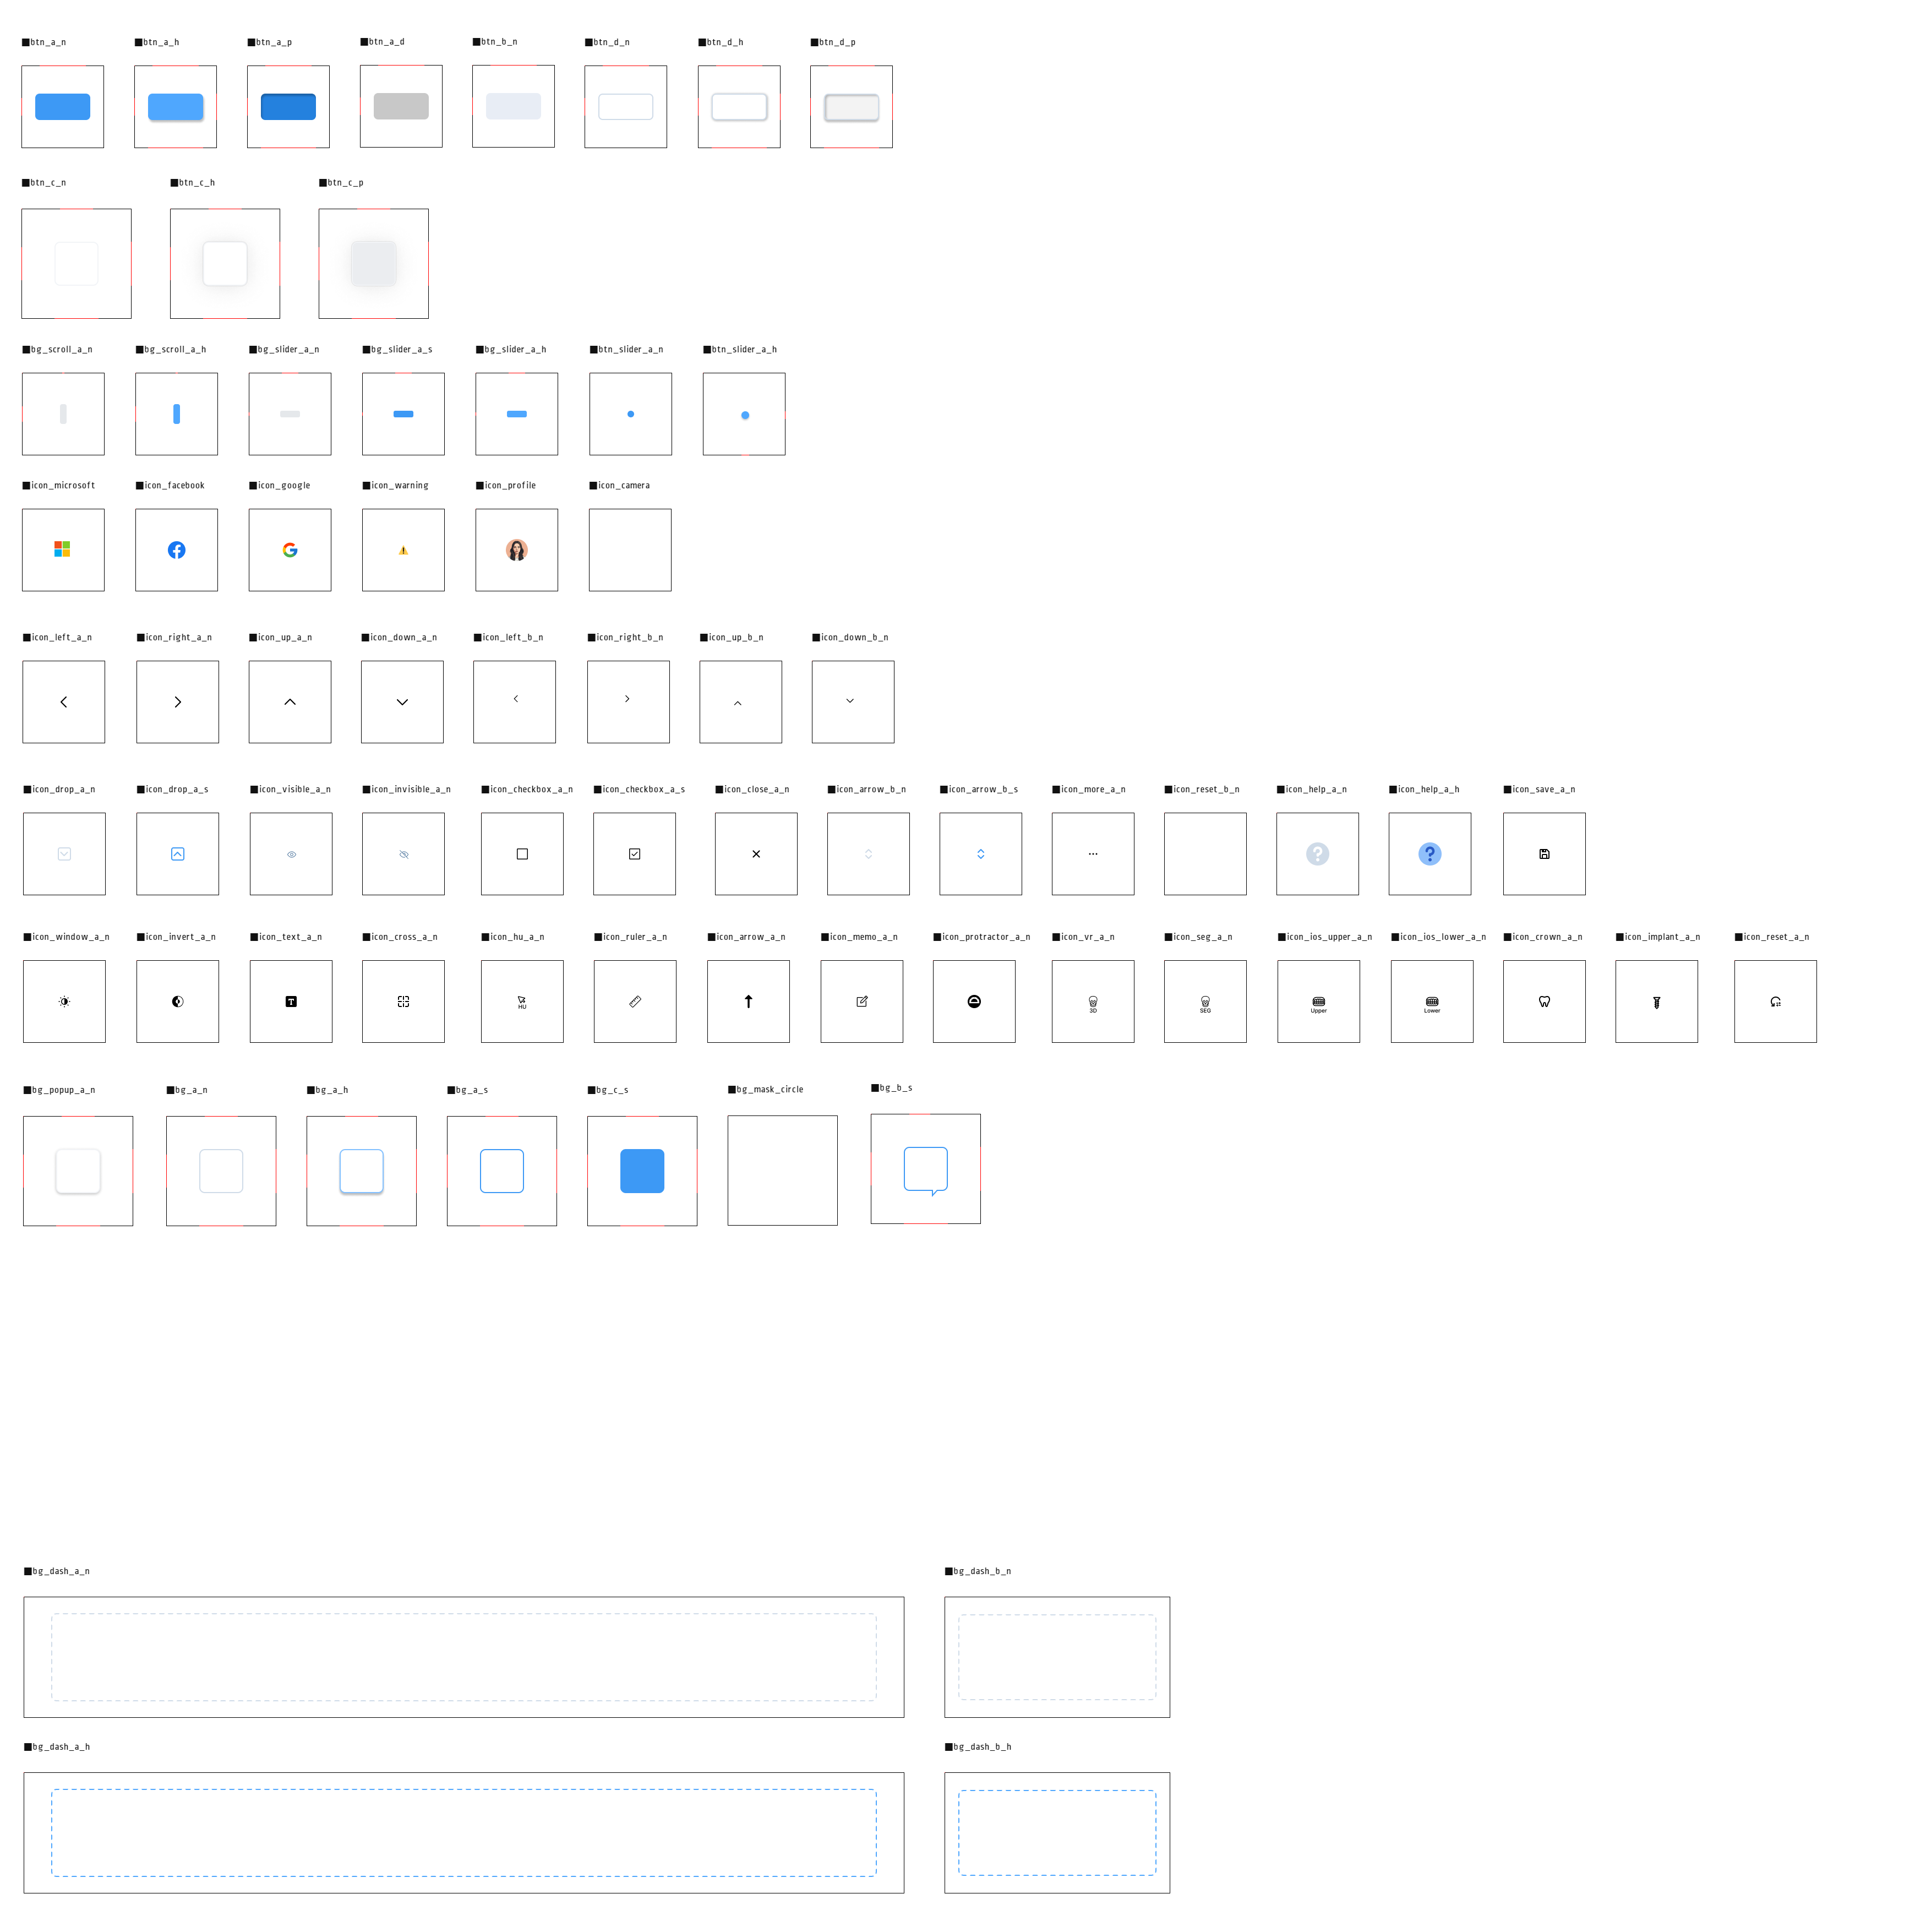 ■btn_a_n ■btn_a_h ■btn_a_p ■btn_a_d ■btn_b_n ■btn_d_n ■btn_d_h ■btn_d_p
■btn_c_n ■btn_c_h ■btn_c_p
■bg_scroll_a_n ■bg_scroll_a_h ■bg_slider_a_n ■bg_slider_a_s ■bg_slider_a_h ■btn_slider_a_n ■btn_slider_a_h
■icon_microsoft ■icon_facebook ■icon_google ■icon_warning ■icon_profile ■icon_camera
■icon_left_a_n ■icon_right_a_n ■icon_up_a_n ■icon_down_a_n ■icon_left_b_n ■icon_right_b_n ■icon_up_b_n ■icon_down_b_n
■icon_drop_a_n ■icon_drop_a_s ■icon_visible_a_n ■icon_invisible_a_n ■icon_checkbox_a_n ■icon_checkbox_a_s ■icon_close_a_n ■icon_arrow_b_n ■icon_arrow_b_s ■icon_more_a_n ■icon_reset_b_n ■icon_help_a_n ■icon_help_a_h ■icon_save_a_n
? ?
■icon_window_a_n ■icon_invert_a_n ■icon_text_a_n ■icon_cross_a_n ■icon_hu_a_n ■icon_ruler_a_n ■icon_arrow_a_n ■icon_memo_a_n ■icon_protractor_a_n ■icon_vr_a_n ■icon_seg_a_n ■icon_ios_upper_a_n ■icon_ios_lower_a_n ■icon_crown_a_n ■icon_implant_a_n ■icon_reset_a_n
T HU 3D SEG Upper Lower
■bg_popup_a_n ■bg_a_n ■bg_a_h ■bg_a_s ■bg_c_s ■bg_mask_circle ■bg_b_s
■bg_dash_a_n ■bg_dash_b_n
■bg_dash_a_h ■bg_dash_b_h